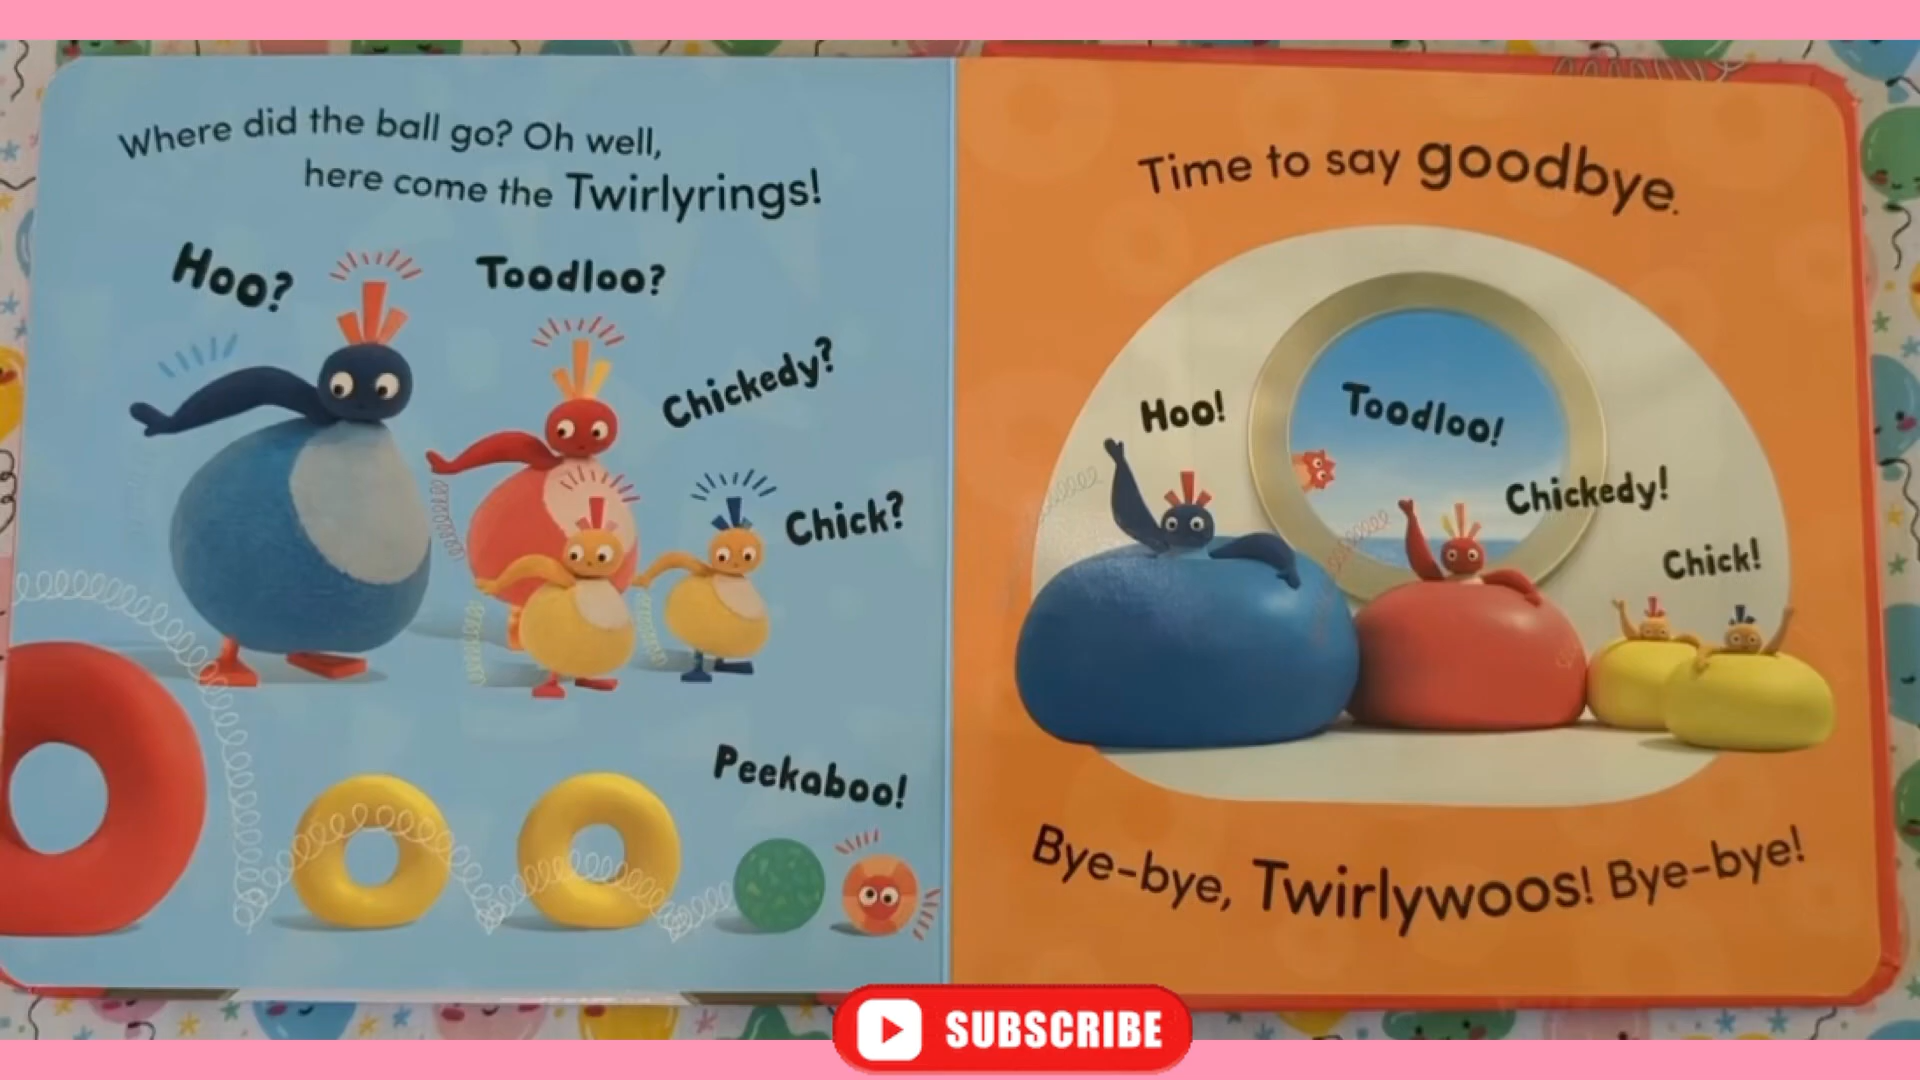 Where did the ball go? Oh well,
here come the Twirlyrings!
Hoo?
Toodloo?
Chickedy?
Chick?
Peekaboo!
Time to say goodbye.
Hoo!
Toodloo!
Chickedy!
Chick!
Bye-bye, Twirlywoos! Bye-bye!
SUBSCRIBE